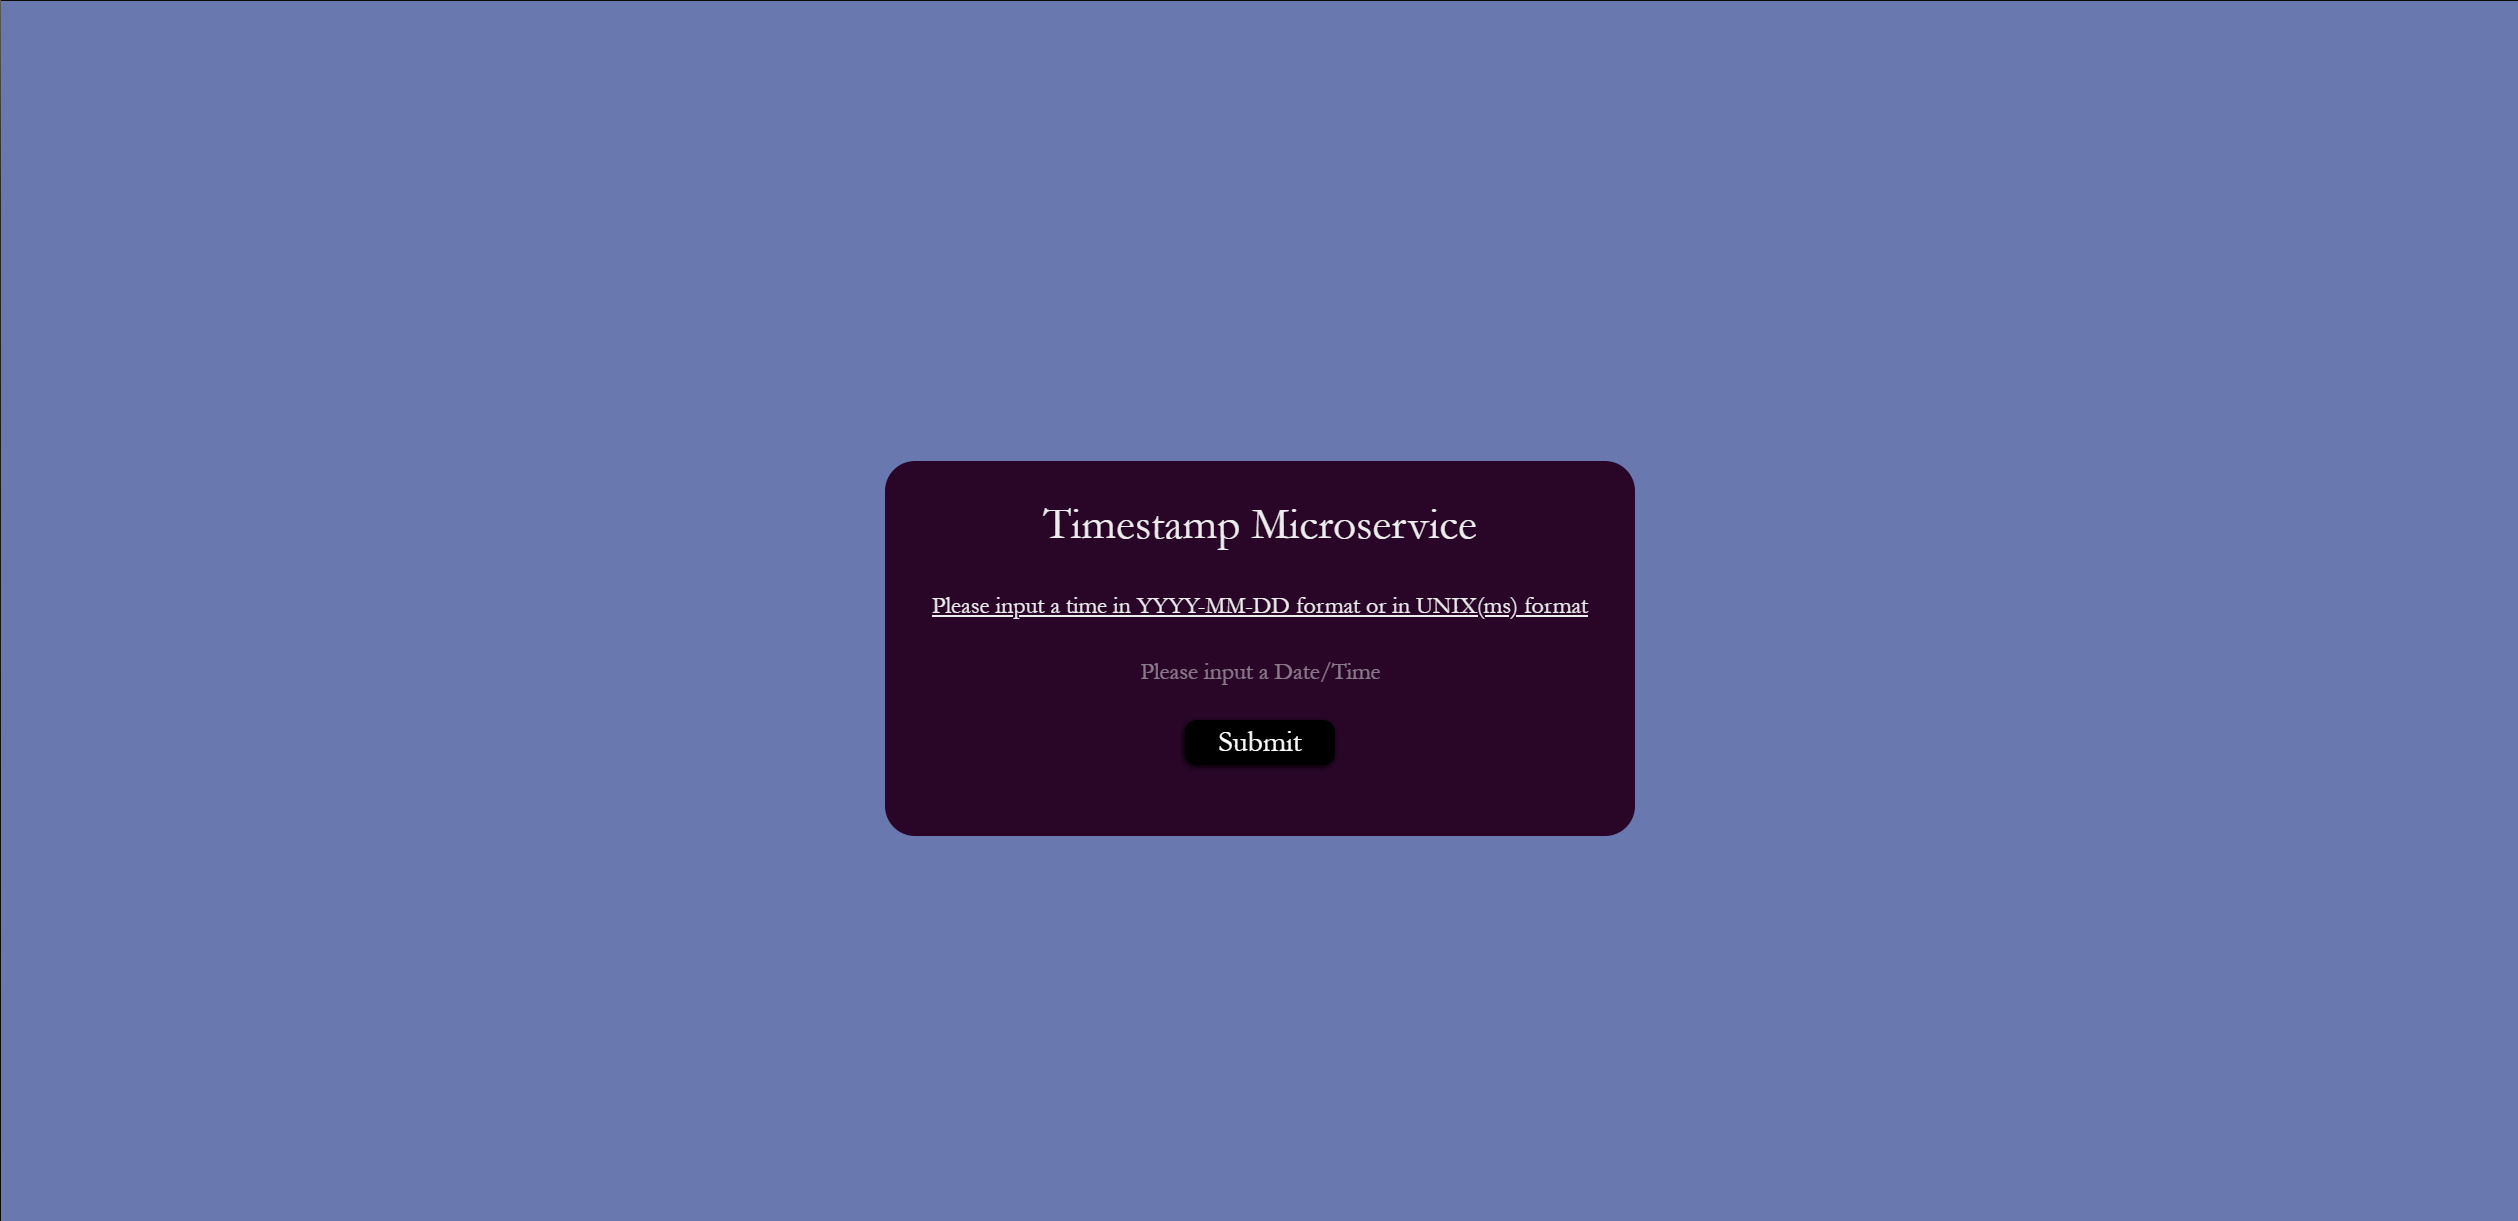 Timestamp Microservice
Please input a time in YYYY-MM-DD format or in UNIX(ms) format
Please input a Date/Time
Submit